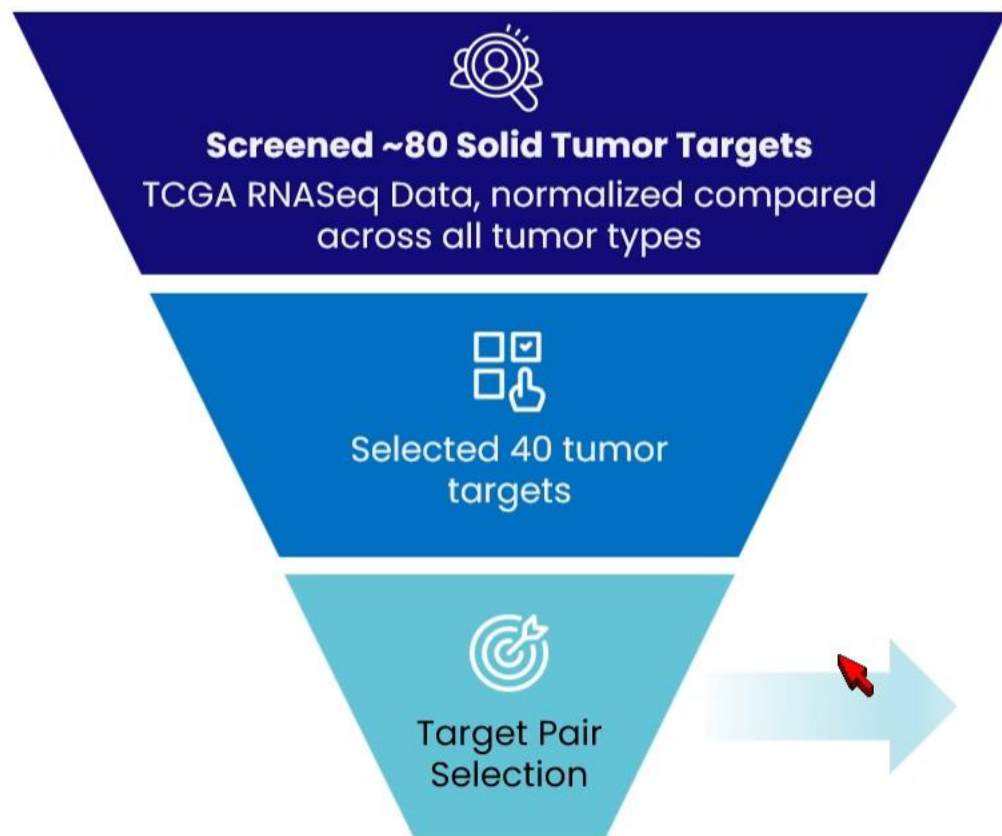 Screened ~80 Solid Tumor Targets
TCGA RNASeq Data, normalized compared
across all tumor types
Selected 40 tumor
targets
Target Pair
Selection